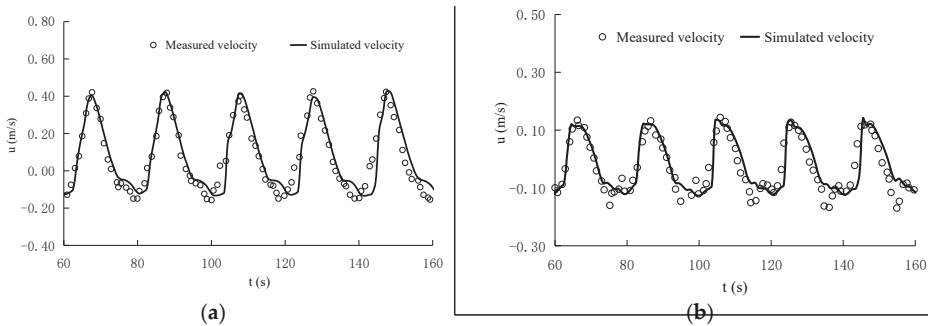 0.80
0.60
0.40
0.20
0.00
-0.20
-0.40
u (m/s)
Measured velocity
Simulated velocity
60
80
100
120
140
160
t (s)
(a)
0.50
0.30
0.10
-0.10
-0.30
u (m/s)
Measured velocity
Simulated velocity
60
80
100
120
140
160
t (s)
(b)